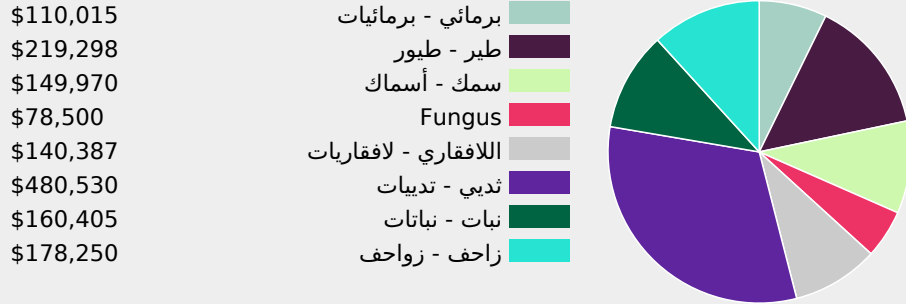 برمائي - برمائيات $110,015
طير - طيور $219,298
سمك - أسماك $149,970
Fungus $78,500
اللافقاري - لافقاريات $140,387
ثديي - تدييات $480,530
نبات - نباتات $160,405
زاحف - زواحف $178,250